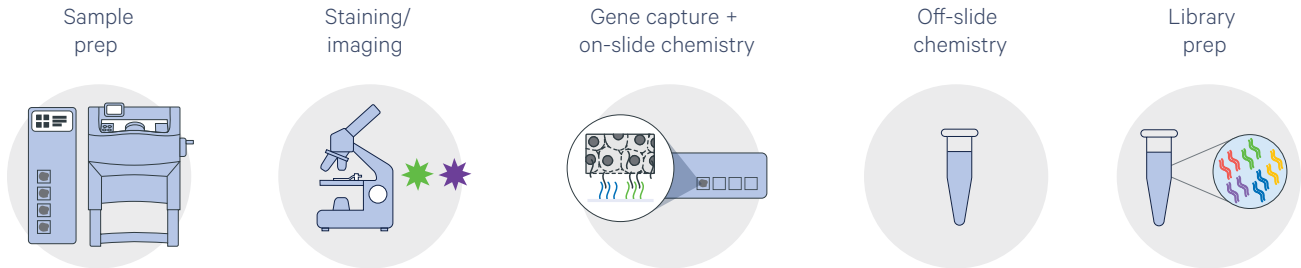 Sample
prep
Staining/
imaging
Gene capture +
on-slide chemistry
Off-slide
chemistry
Library
prep